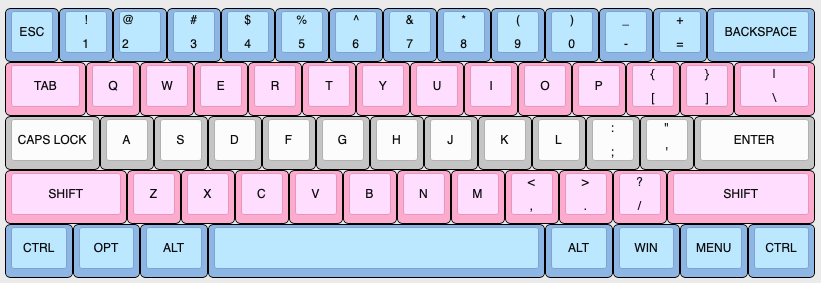 ESC ! 1 @ 2 # 3 $ 4 % 5 ^ 6 & 7 * 8 ( 9 ) 0 _ - + = BACKSPACE
TAB Q W E R T Y U I O P { [ } ] | \
CAPS LOCK A S D F G H J K L : ; " ' ENTER
SHIFT Z X C V B N M < , > . ? / SHIFT
CTRL OPT ALT ALT WIN MENU CTRL